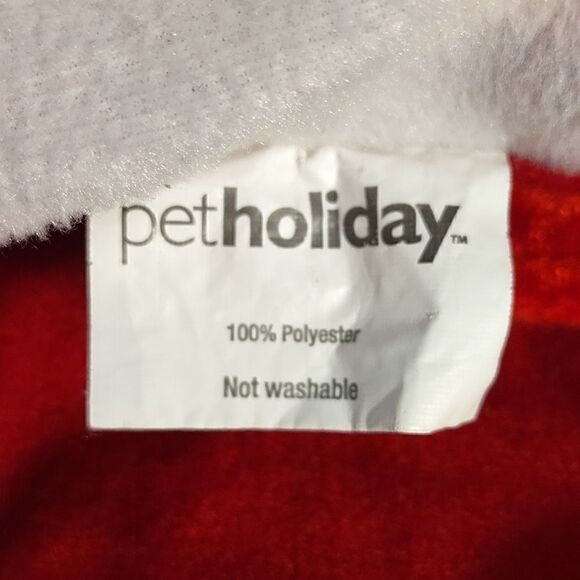 petholiday™
100% Polyester
Not washable